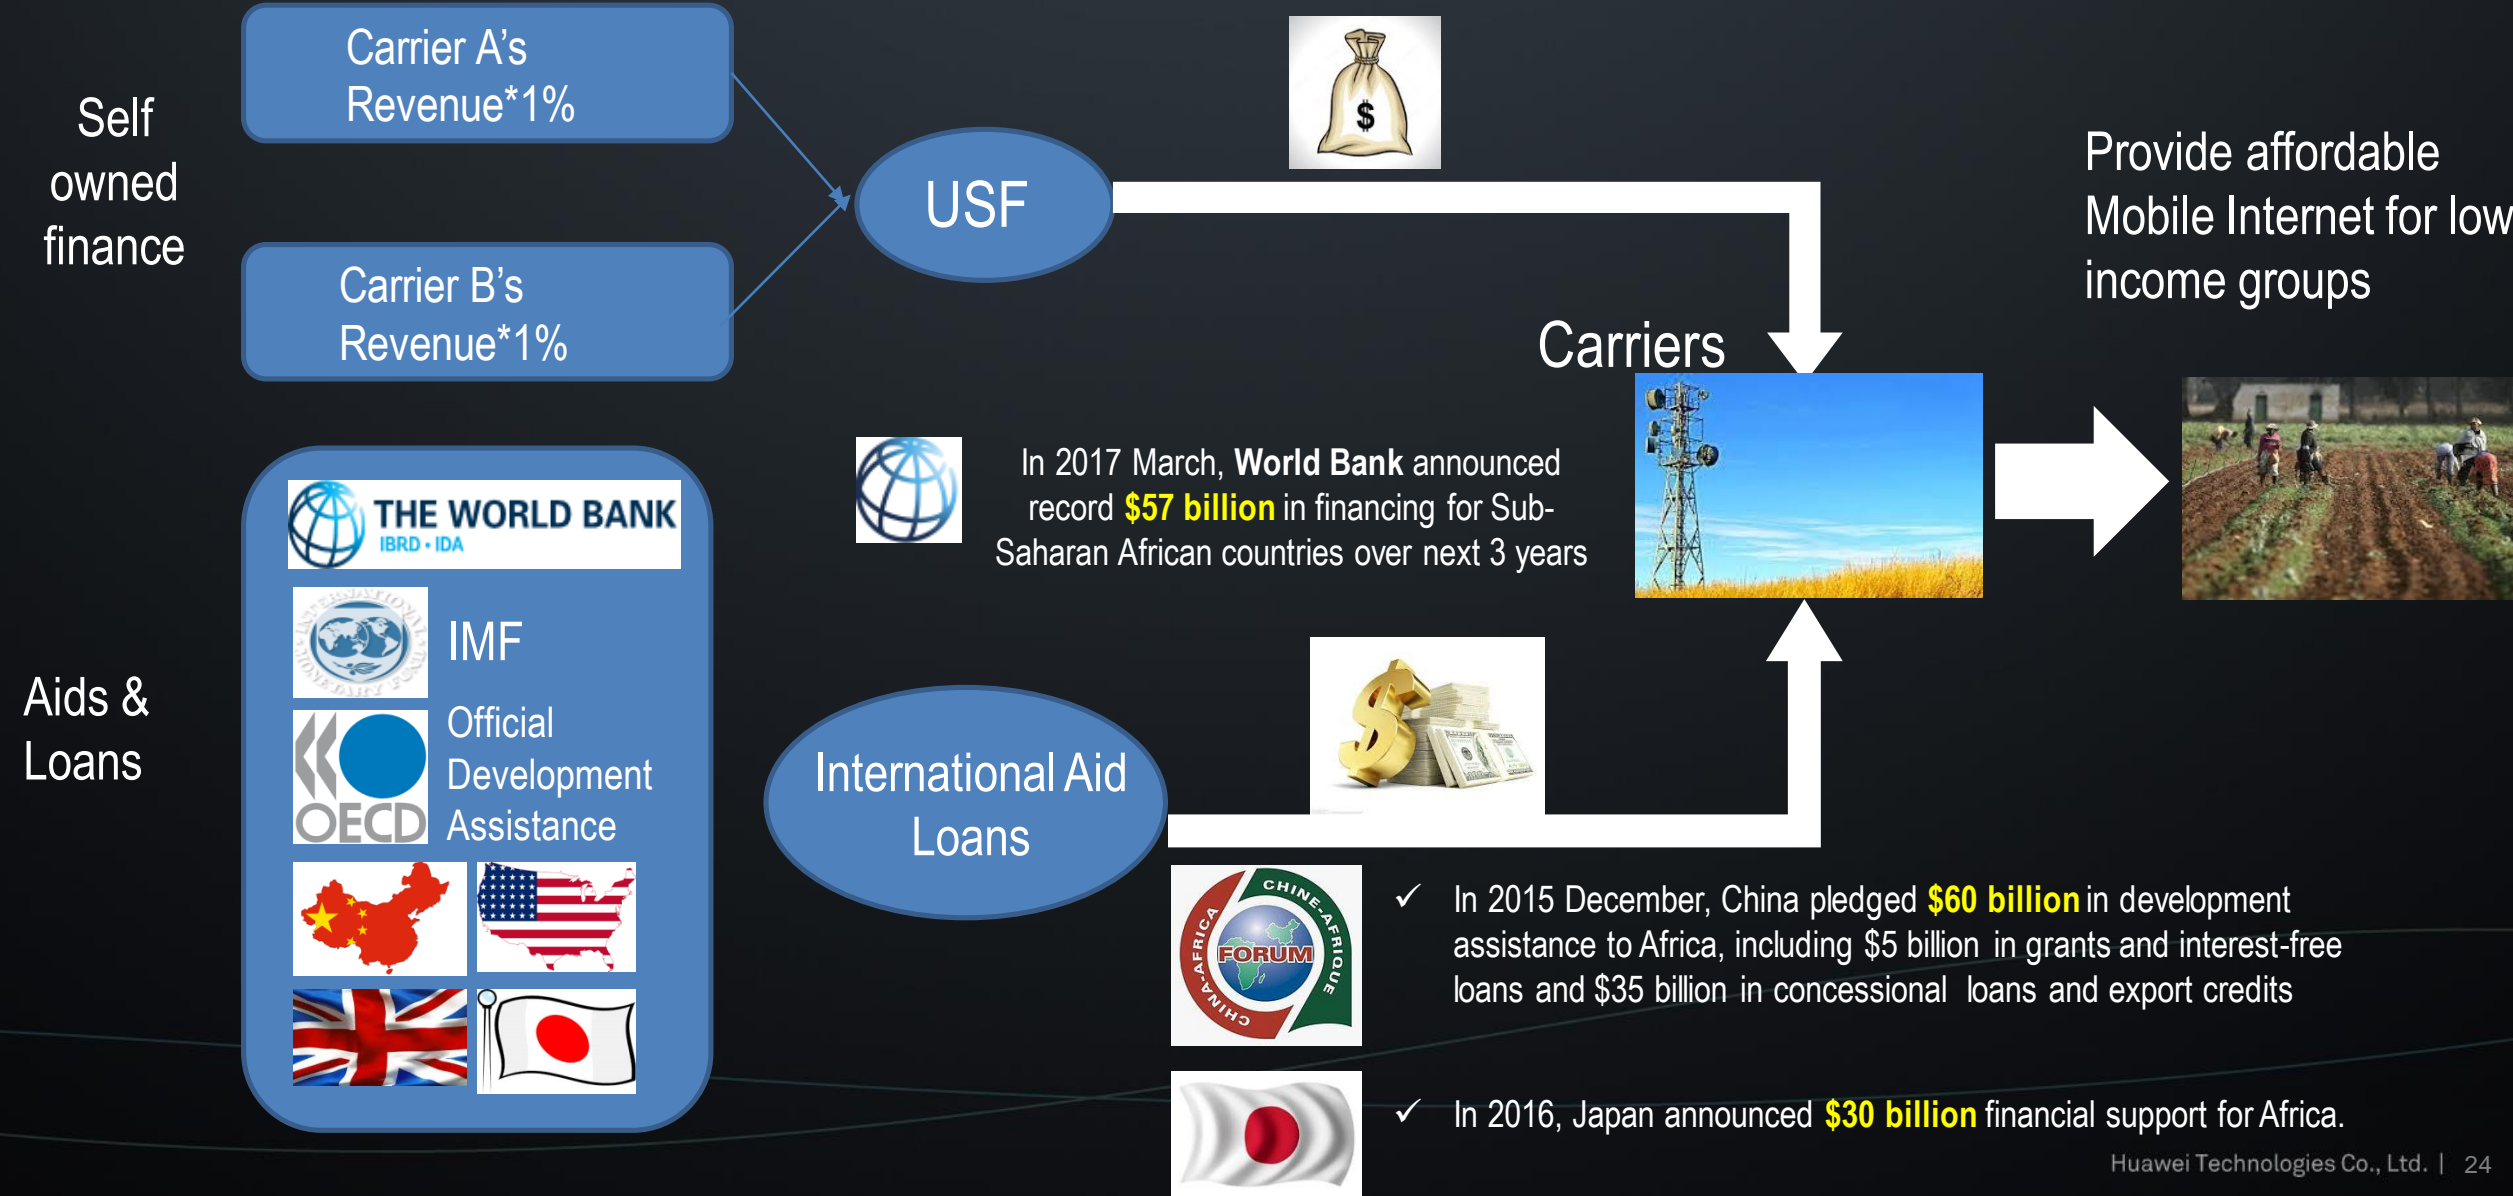 Self
owned
finance
Carrier A’s
Revenue*1%
Carrier B’s
Revenue*1%
USF
$
Provide affordable
Mobile Internet for low
income groups
Carriers
In 2017 March, World Bank announced
record $57 billion in financing for Sub-
Saharan African countries over next 3 years
Aids &
Loans
THE WORLD BANK
IBRD • IDA
INTERNATIONAL MONETARY FUND
IMF
OECD
Official
Development
Assistance
International Aid
Loans
CHINE-AFRIQUE
CHINA-AFRICA
FORUM
✓ In 2015 December, China pledged $60 billion in development
assistance to Africa, including $5 billion in grants and interest-free
loans and $35 billion in concessional loans and export credits
✓ In 2016, Japan announced $30 billion financial support for Africa.
Huawei Technologies Co., Ltd. | 24